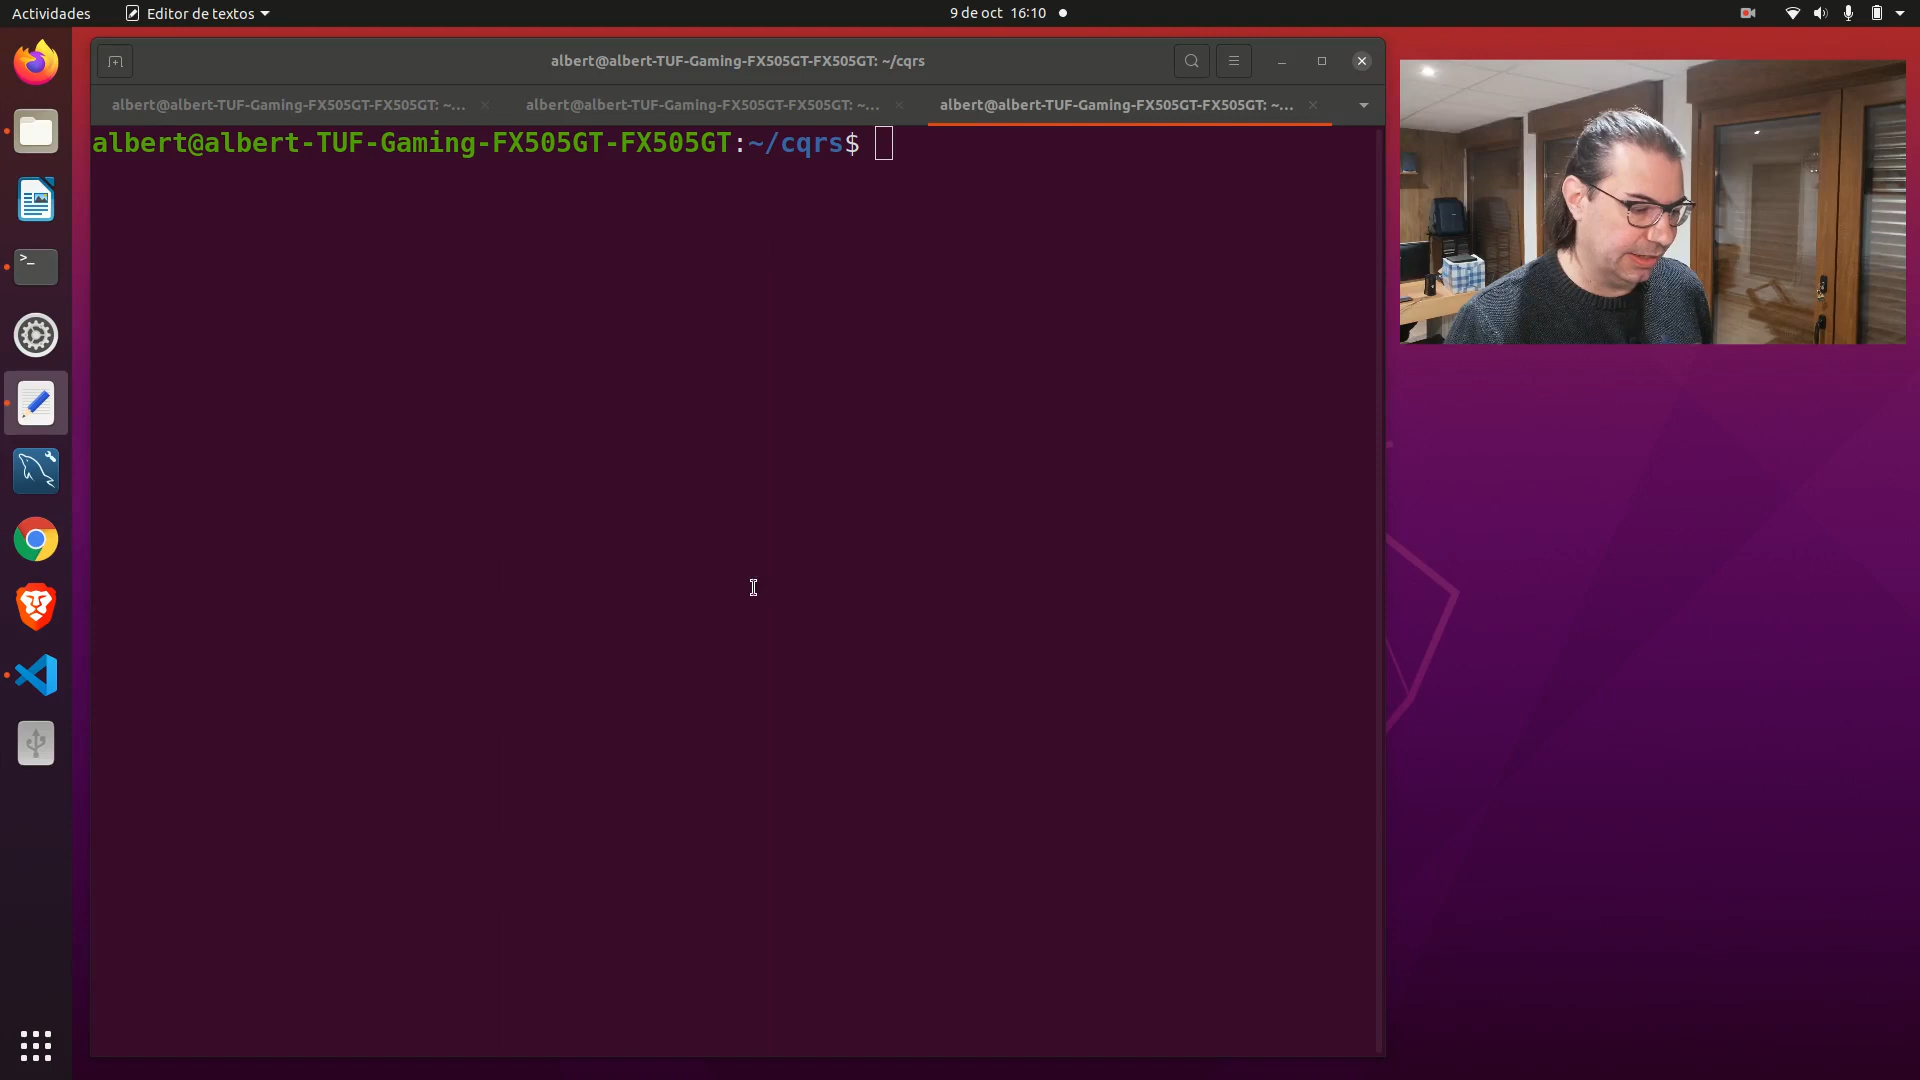 Actividades
Editor de textos
9 de oct 16:10
albert@albert-TUF-Gaming-FX505GT-FX505GT: ~/cqrs
albert@albert-TUF-Gaming-FX505GT-FX505GT: ~...
albert@albert-TUF-Gaming-FX505GT-FX505GT: ~...
albert@albert-TUF-Gaming-FX505GT-FX505GT: ~...
albert@albert-TUF-Gaming-FX505GT-FX505GT:~/cqrs$